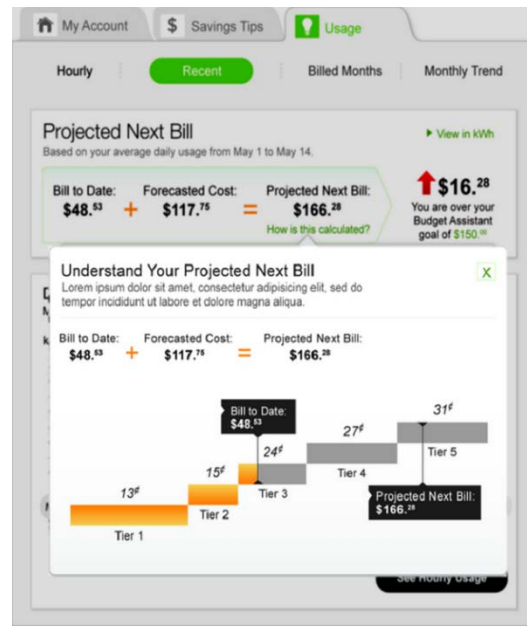 My Account
$ Savings Tips
Usage
Hourly
Recent
Billed Months
Monthly Trend
Projected Next Bill
Based on your average daily usage from May 1 to May 14.
View in kWh
Bill to Date:
$48.53
+
Forecasted Cost:
$117.75
=
Projected Next Bill:
$166.28
How is this calculated?
$16.28
You are over your
Budget Assistant
goal of $150.00
Understand Your Projected Next Bill
X
Lorem ipsum dolor sit amet, consectetur adipisicing elit, sed do
tempor incididunt ut labore et dolore magna aliqua.
Bill to Date:
$48.53
+
Forecasted Cost:
$117.75
=
Projected Next Bill:
$166.28
13¢
Tier 1
15¢
Tier 2
Bill to Date:
$48.53
24¢
Tier 3
27¢
Tier 4
31¢
Tier 5
Projected Next Bill:
$166.28
See Hourly Usage